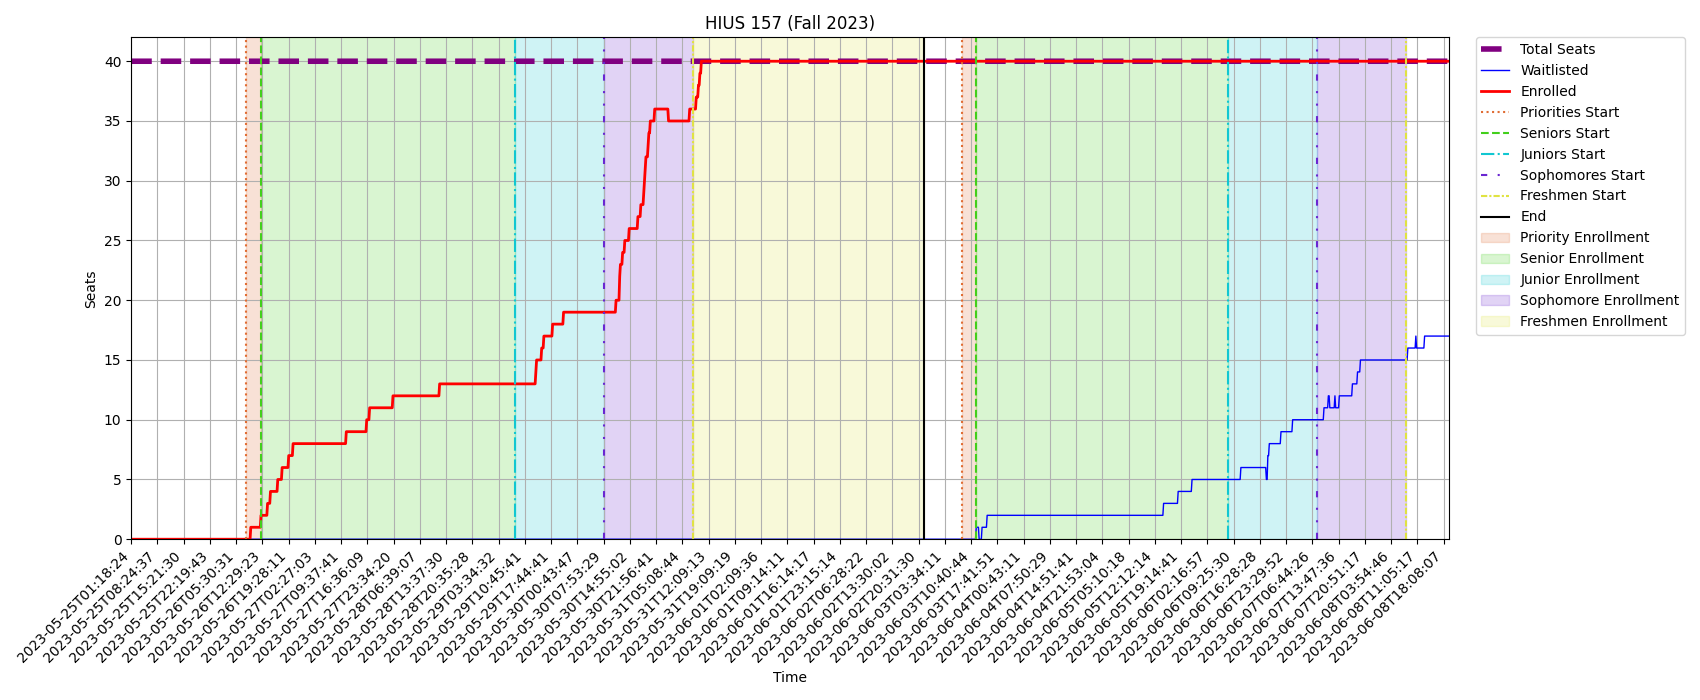 HIUS 157 (Fall 2023)
Seats
40
35
30
25
20
15
10
5
0
2023-05-25T01:18:24
2023-05-25T08:24:37
2023-05-25T15:21:30
2023-05-25T22:19:43
2023-05-26T05:30:31
2023-05-26T12:29:23
2023-05-26T19:28:11
2023-05-27T02:27:03
2023-05-27T09:37:41
2023-05-27T16:36:09
2023-05-27T23:34:20
2023-05-28T06:39:07
2023-05-28T13:37:30
2023-05-28T20:35:28
2023-05-29T03:34:32
2023-05-29T10:45:41
2023-05-29T17:44:41
2023-05-30T00:43:47
2023-05-30T07:53:29
2023-05-30T14:55:02
2023-05-30T21:56:41
2023-05-31T05:08:44
2023-05-31T12:09:13
2023-05-31T19:09:19
2023-06-01T02:09:36
2023-06-01T09:14:11
2023-06-01T16:14:17
2023-06-01T23:15:14
2023-06-02T06:28:22
2023-06-02T13:30:02
2023-06-02T20:31:30
2023-06-03T03:34:11
2023-06-03T10:40:44
2023-06-03T17:41:51
2023-06-04T00:43:11
2023-06-04T07:50:29
2023-06-04T14:51:41
2023-06-04T21:53:04
2023-06-05T05:10:18
2023-06-05T12:12:14
2023-06-05T19:14:41
2023-06-06T02:16:57
2023-06-06T09:25:30
2023-06-06T16:28:28
2023-06-06T23:29:52
2023-06-07T06:44:26
2023-06-07T13:47:36
2023-06-07T20:51:17
2023-06-08T03:54:46
2023-06-08T11:05:17
2023-06-08T18:08:07
Time
Total Seats
Waitlisted
Enrolled
Priorities Start
Seniors Start
Juniors Start
Sophomores Start
Freshmen Start
End
Priority Enrollment
Senior Enrollment
Junior Enrollment
Sophomore Enrollment
Freshmen Enrollment